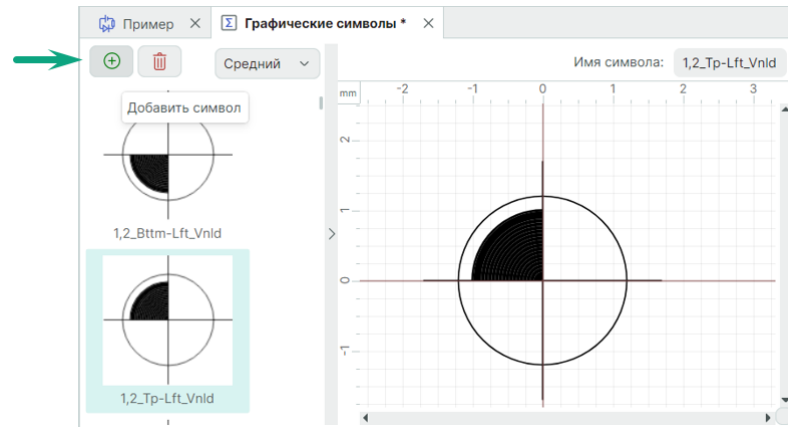 Пример
Графические символы *
Средний
Имя символа: 1,2_Tp-Lft_Vnld
Добавить символ
mm -2 -1 0 1 2 3
2
1
0
-1
1,2_Bttm-Lft_Vnld
1,2_Tp-Lft_Vnld